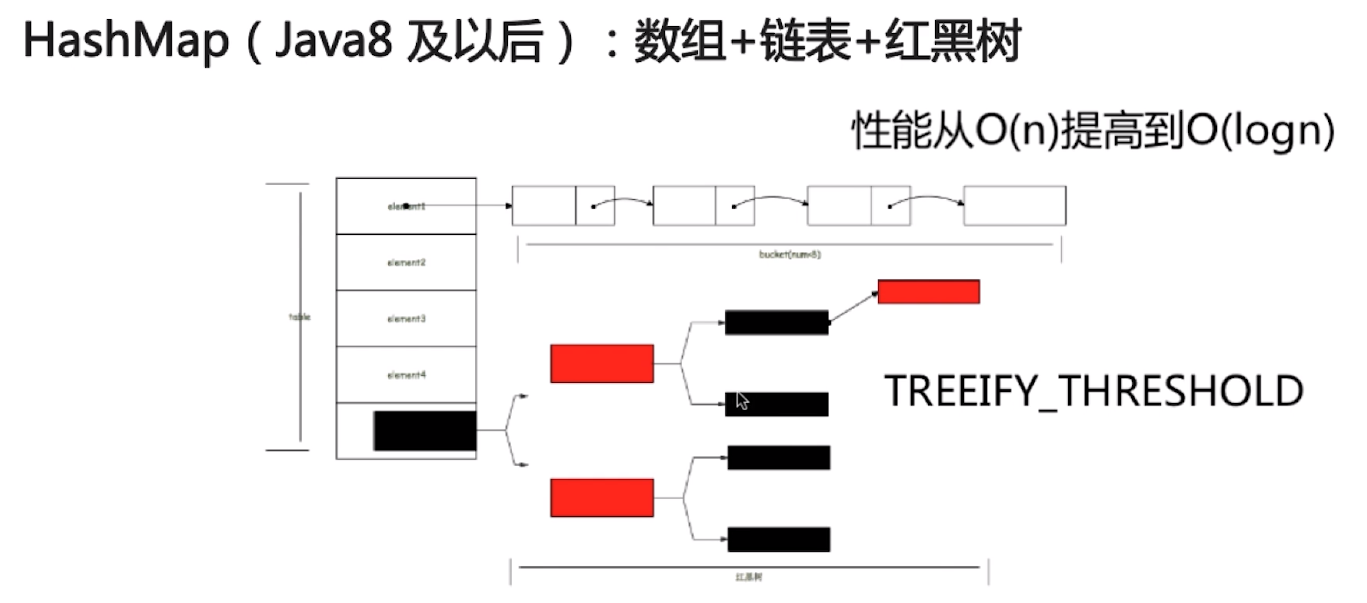 HashMap（Java8 及以后）：数组+链表+红黑树
性能从O(n)提高到O(logn)
element1
bucket(num<8)
element2
table
element3
element4
TREEIFY_THRESHOLD
红黑树